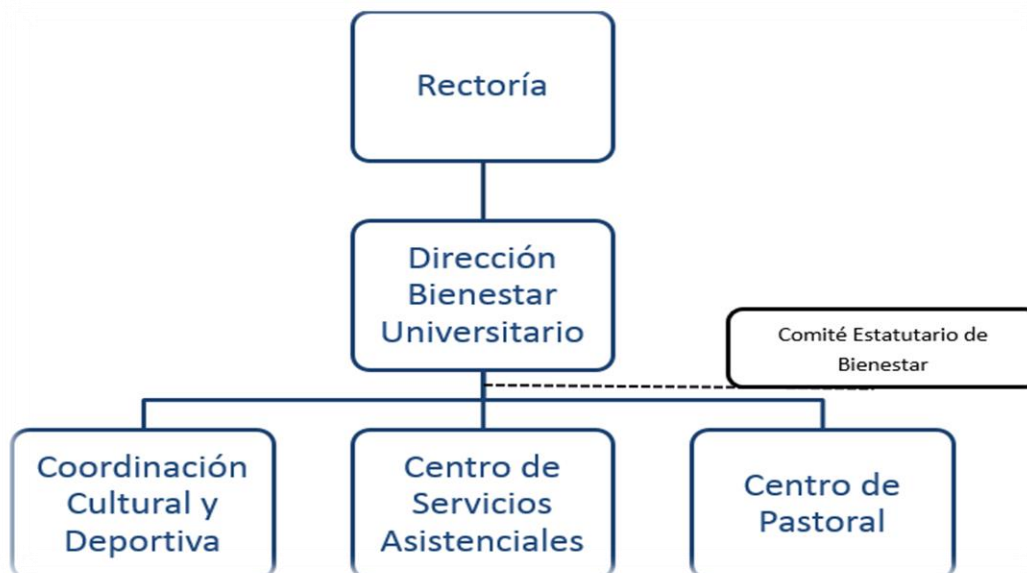 Rectoría
Dirección
Bienestar
Universitario
Comité Estatutario de
Bienestar
Coordinación
Cultural y
Deportiva
Centro de
Servicios
Asistenciales
Centro de
Pastoral